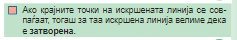 Ако крајните точки на искршената линија се сов-
паѓаат, тогаш за таа искршена линија велиме дека
е затворена.